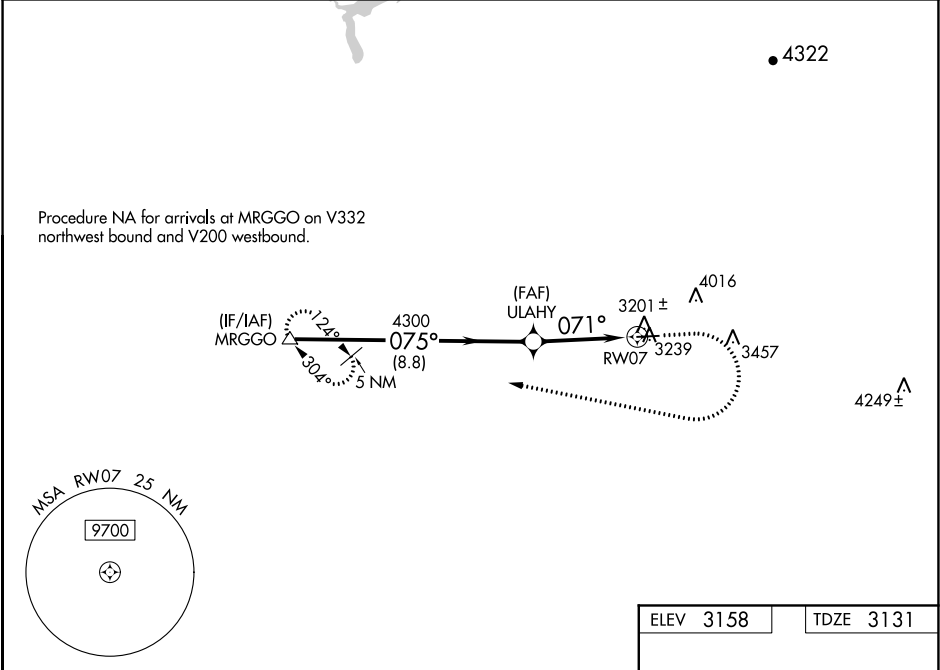 4322
Procedure NA for arrivals at MRGGO on V332
northwest bound and V200 westbound.
4016
(FAF)
ULAHY
3201 ±
(IF/IAF)
MRGGO
124°
4300
075°
(8.8)
071°
RW07
3239
3457
304°
5 NM
4249 ±
MSA RW07 25 NM
9700
ELEV 3158
TDZE 3131